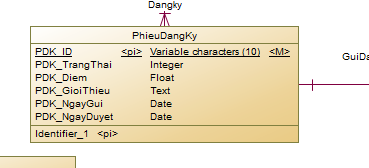 Dangky
PhieuDangKy
PDK_ID <pi> Variable characters (10) <M>
PDK_TrangThai Integer
PDK_Diem Float
PDK_GioiThieu Text
PDK_NgayGui Date
PDK_NgayDuyet Date
Identifier_1 <pi>
GuiDa